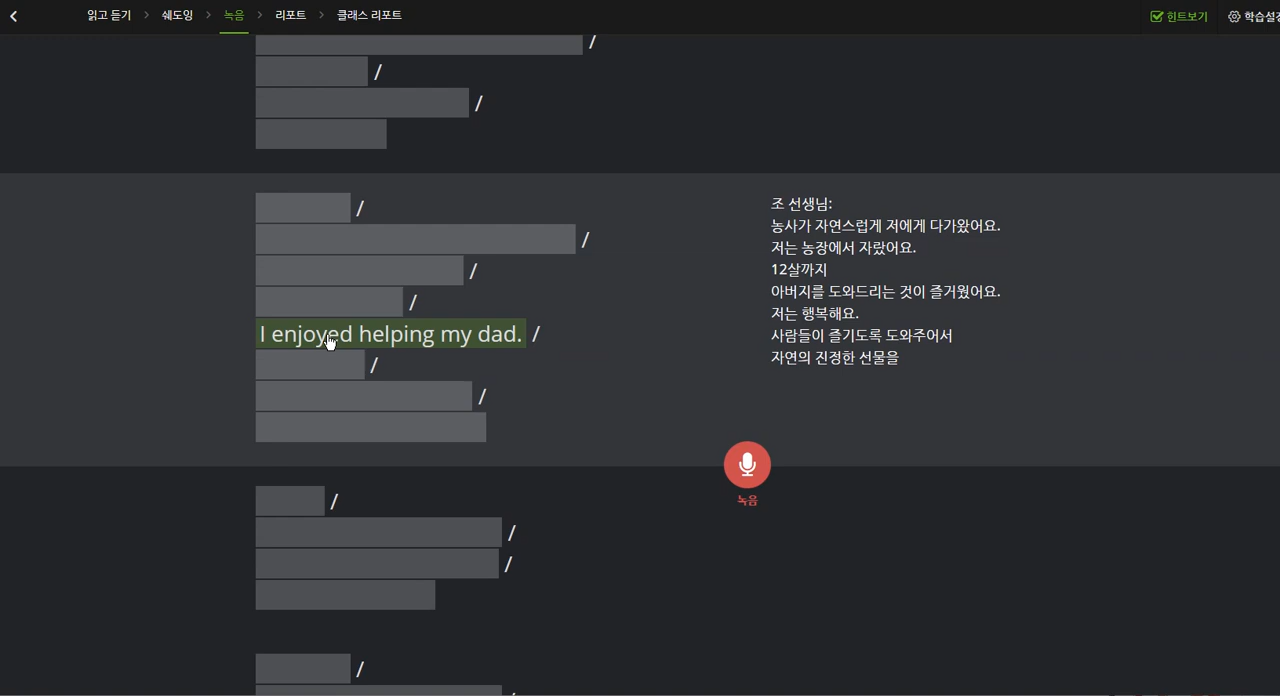 읽고 듣기 > 쉐도잉 > 녹음 > 리포트 > 클래스 리포트
힌트보기
/
/
/
/
조 선생님:
/
농사가 자연스럽게 저에게 다가왔어요.
저는 농장에서 자랐어요.
/
12살까지
/
아버지를 도와드리는 것이 즐거웠어요.
I enjoyed helping my dad. /
저는 행복해요.
사람들이 즐기도록 도와주어서
/
자연의 진정한 선물을
/
녹음
/
/
/
/